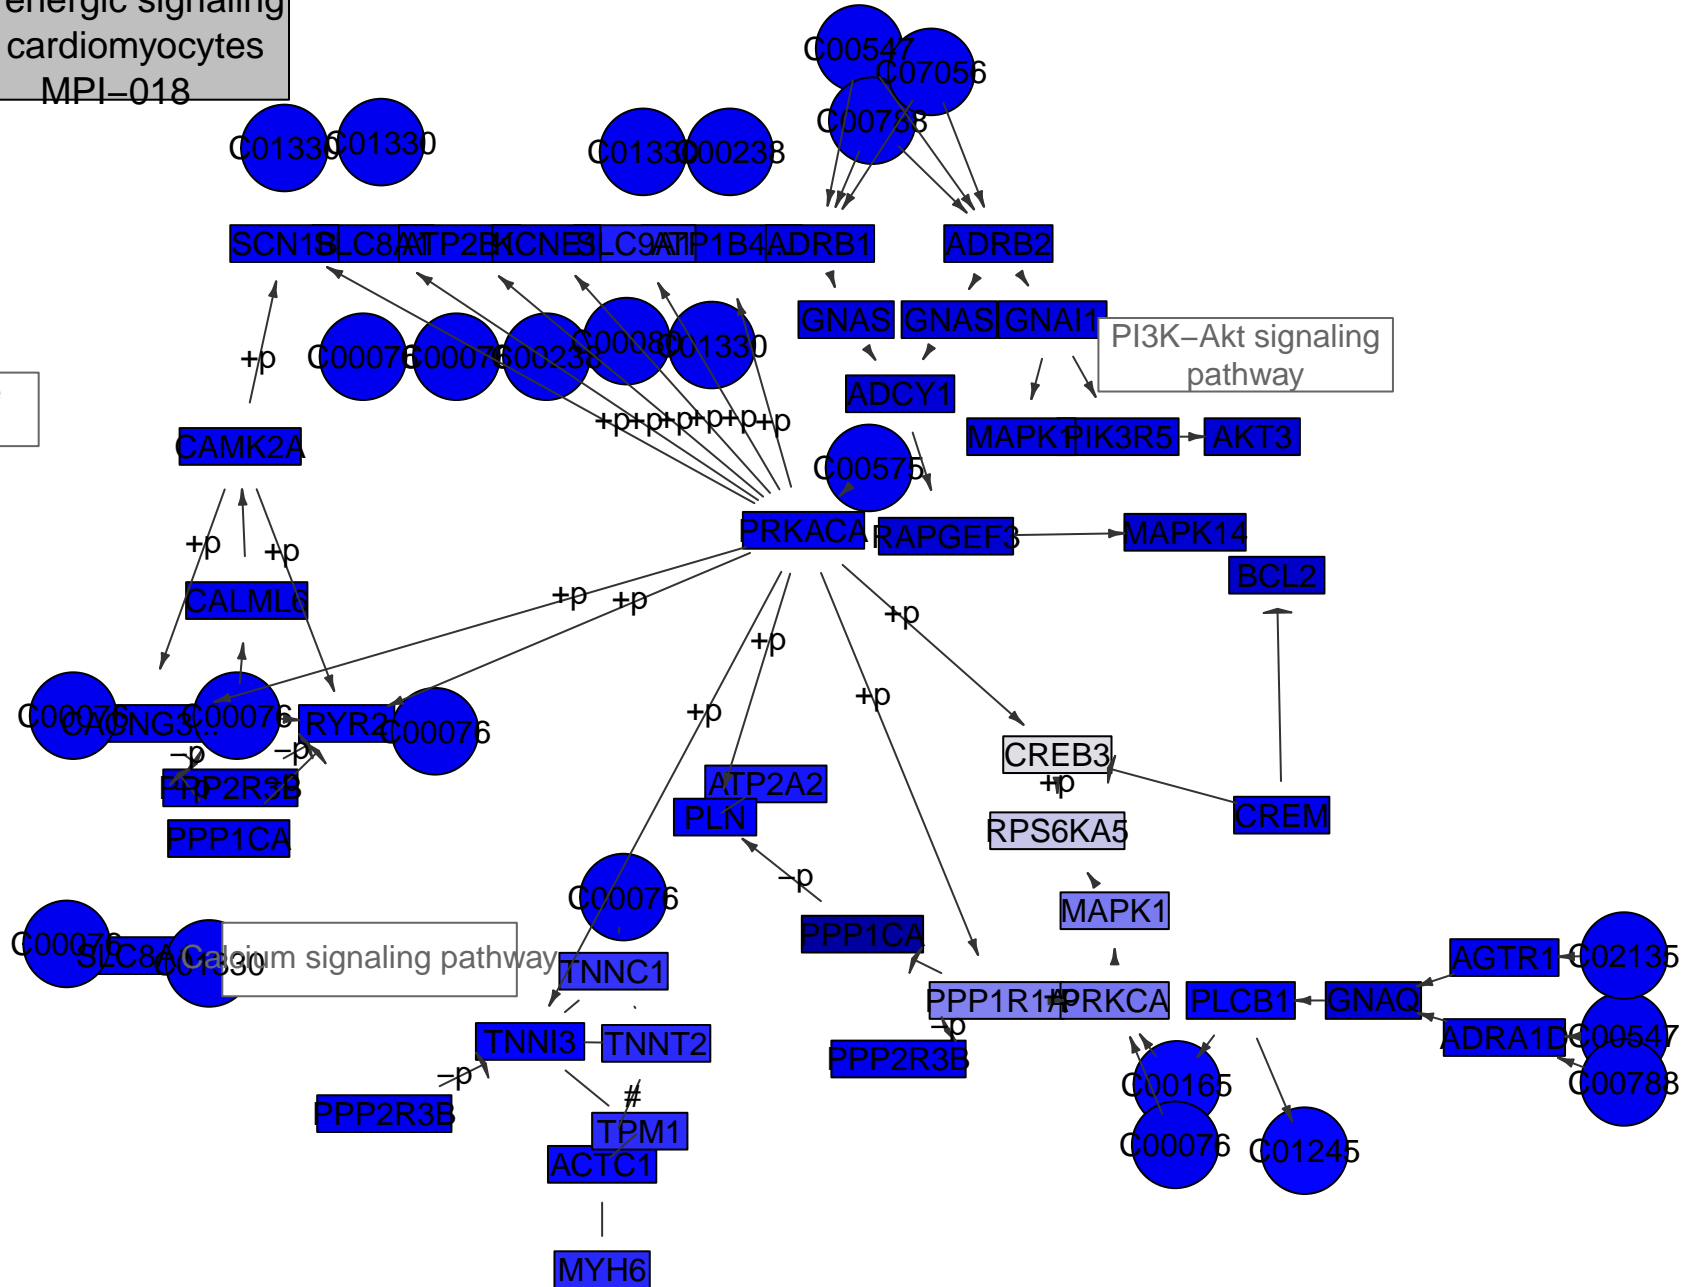 energic signaling
cardiomyocytes
MPI−018
C00547
C07056
C00788
C01330
C01330
C01330
C00238
SCN1B
SLC8A1
ATP2B1
KCNE1
SLC9A1
ATP1B4...
ADRB1
ADRB2
GNAS
GNAS
GNAI1
PI3K−Akt signaling
pathway
C00076
C00076
C00238
C00080
C01330
+p
ADCY1
+p
+p
+p
+p
+p
+p
CAMK2A
MAPK1
PIK3R5
AKT3
C00575
PRKACA
RAPGEF3
MAPK14
+p
+p
BCL2
CALML6
+p
+p
+p
+p
+p
+p
C00076
CACNG3...
C00076
RYR2
C00076
−p
−p
CREB3
+p
PPP2R3B
+p
−p
ATP2A2
PLN
CREM
RPS6KA5
PPP1CA
−p
C00076
MAPK1
PPP1CA
C00076
SLC8A1
C01330
Calcium signaling pathway
TNNC1
AGTR1
C02135
PPP1R1A
+p
PRKCA
PLCB1
GNAQ
−p
TNNI3
TNNT2
ADRA1D
C00547
PPP2R3B
−p
C00165
C00788
#
PPP2R3B
TPM1
C00076
C01245
ACTC1
MYH6